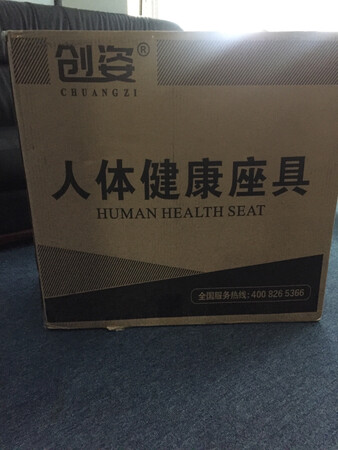 创姿®
CHUANGZI
人体健康座具
HUMAN HEALTH SEAT
全国服务热线:400 826 5366